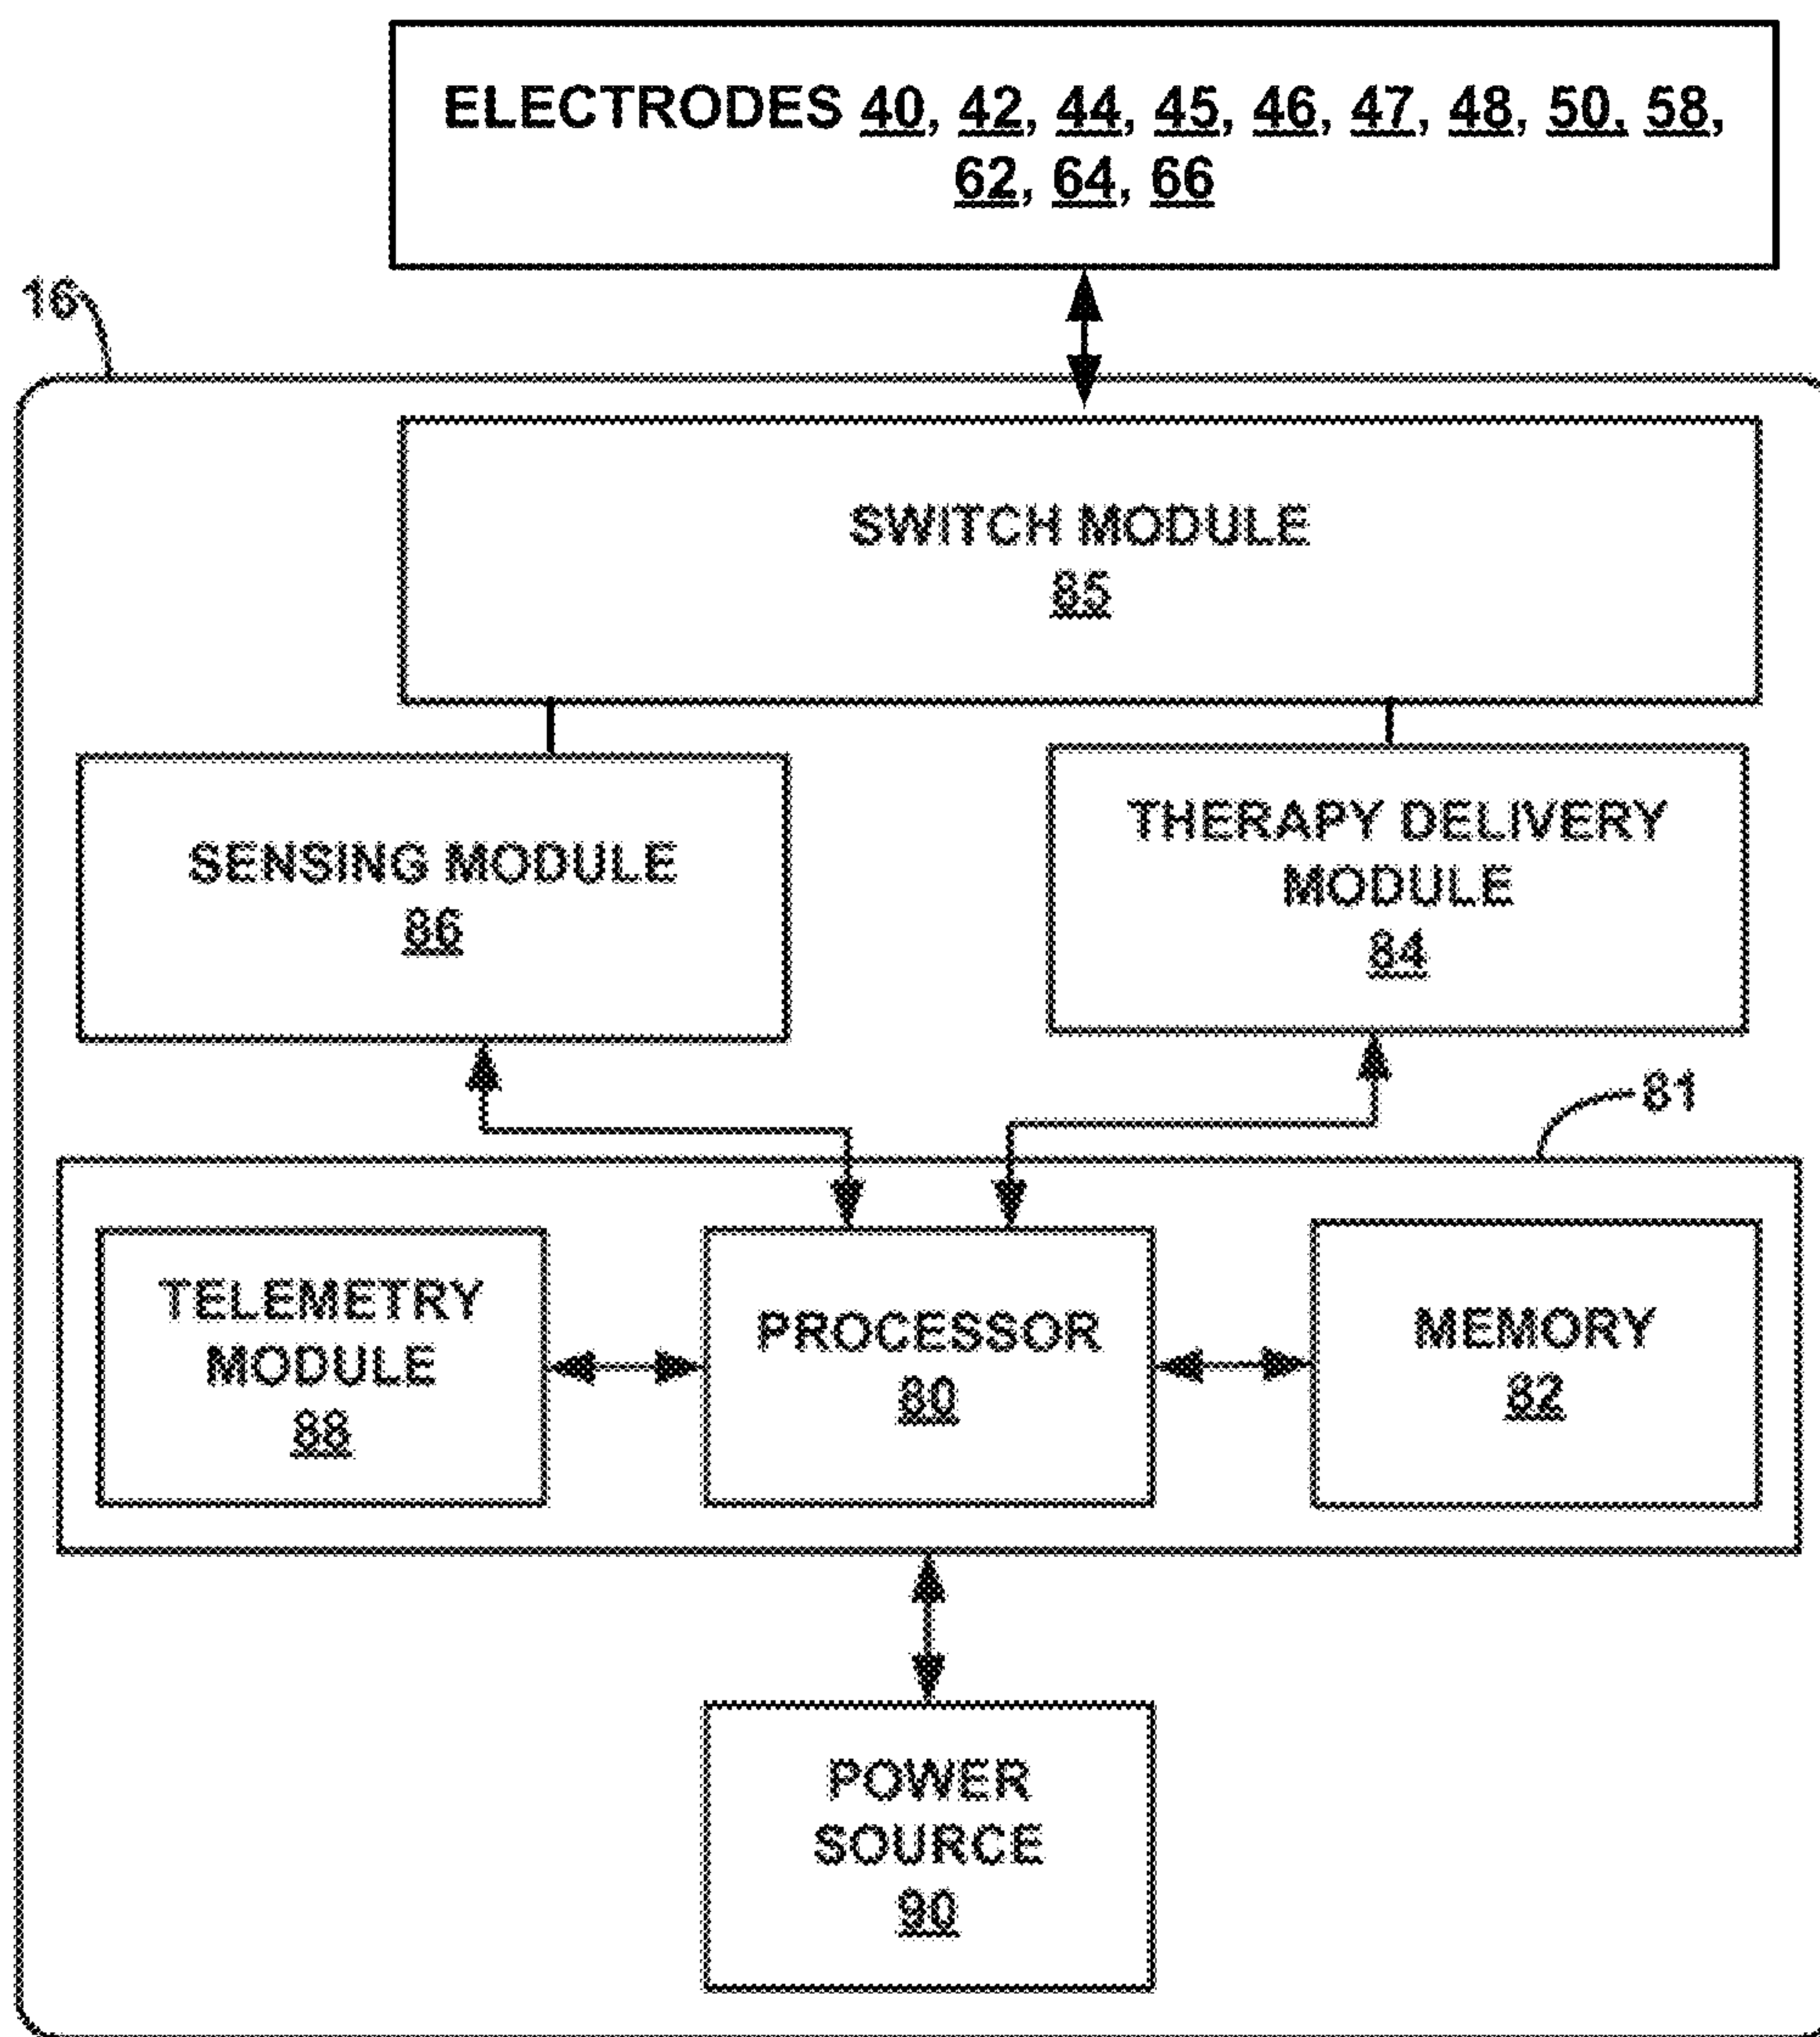 ELECTRODES 40, 42, 44, 45, 46, 47, 48, 50, 58,
62, 64, 66
16
SWITCH MODULE
85
SENSING MODULE
86
THERAPY DELIVERY
MODULE
84
81
TELEMETRY
MODULE
88
PROCESSOR
80
MEMORY
82
POWER
SOURCE
90